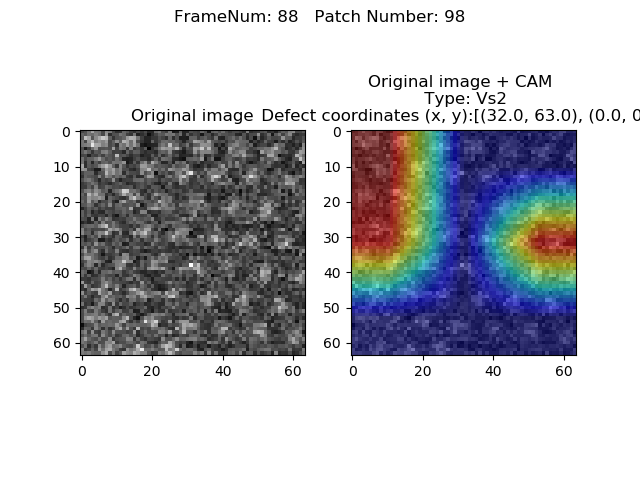 FrameNum: 88   Patch Number: 98
Original image + CAM
Type: Vs2
Original image
Defect coordinates (x, y):[(32.0, 63.0), (0.0, 0
0
10
20
30
40
50
60
0 20 40 60
0
10
20
30
40
50
60
0 20 40 60